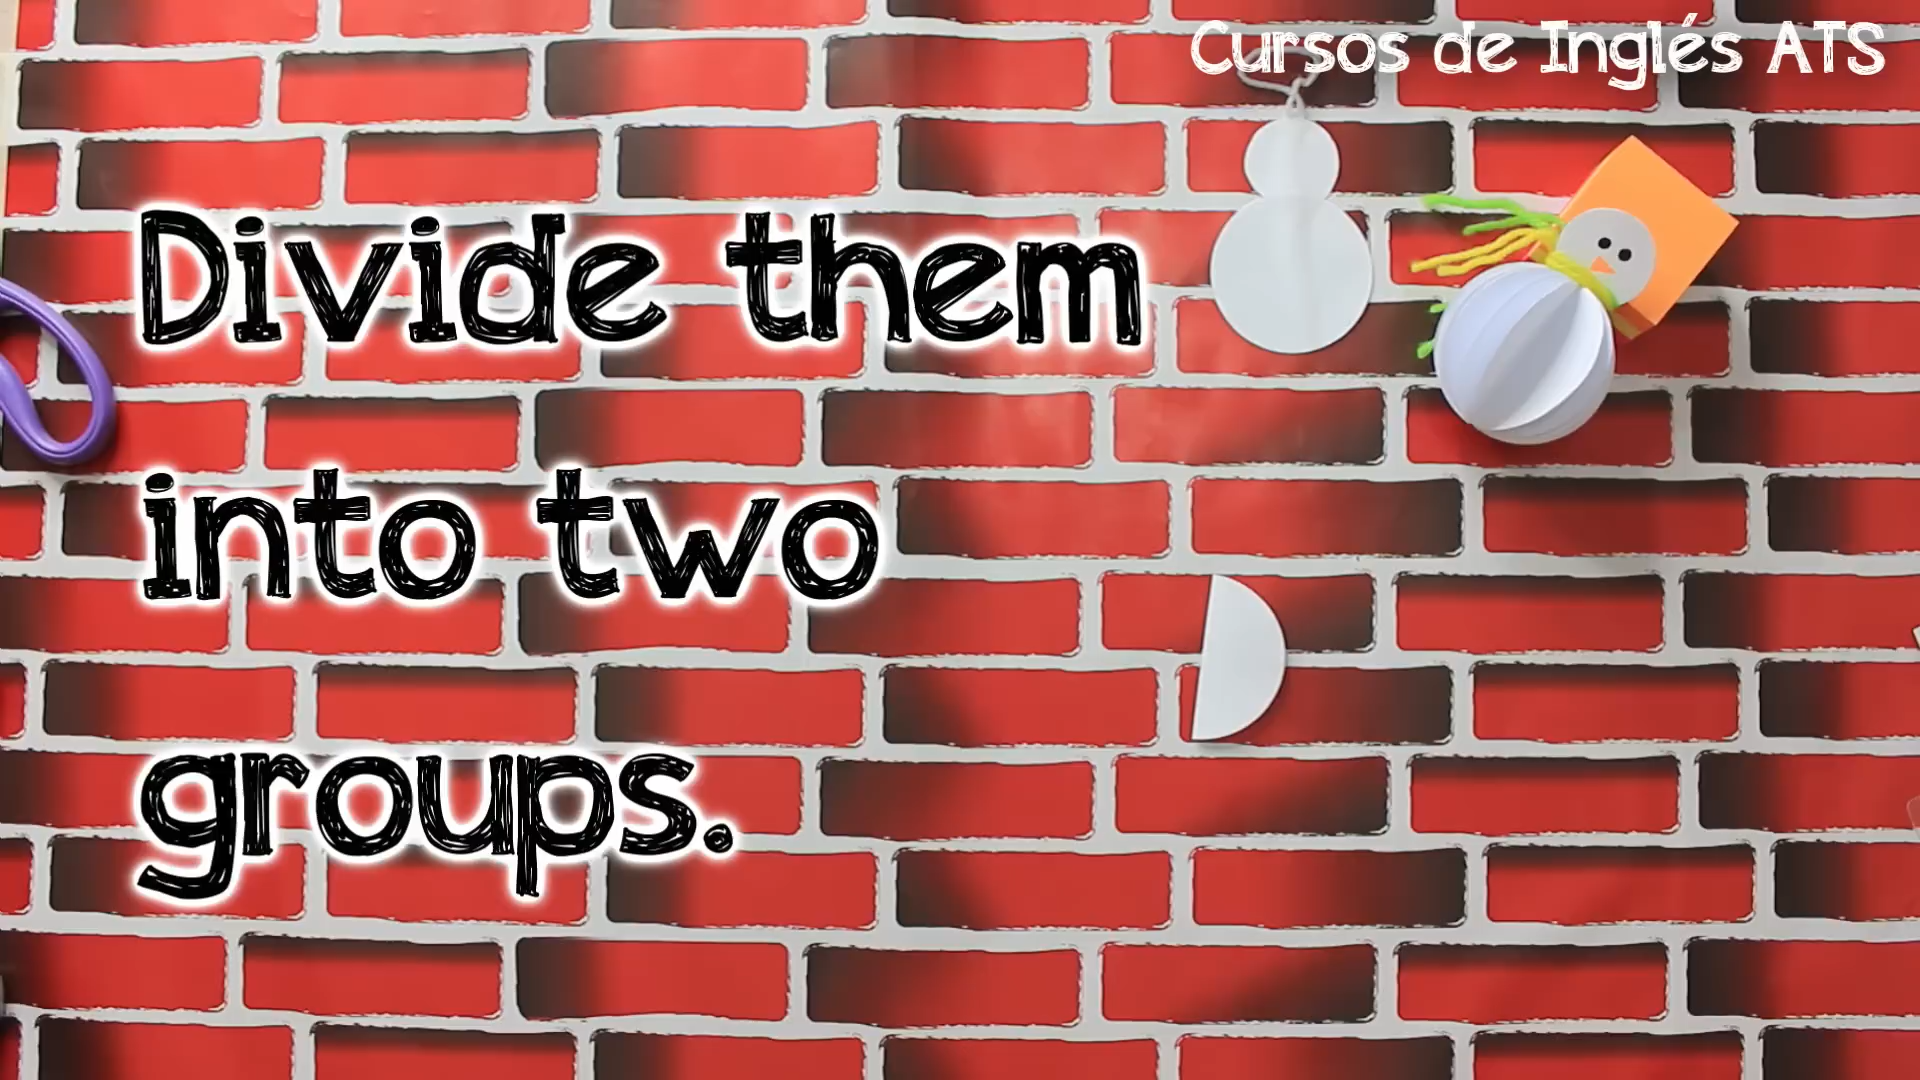 Cursos de Inglés ATS
Divide them
into two
groups.